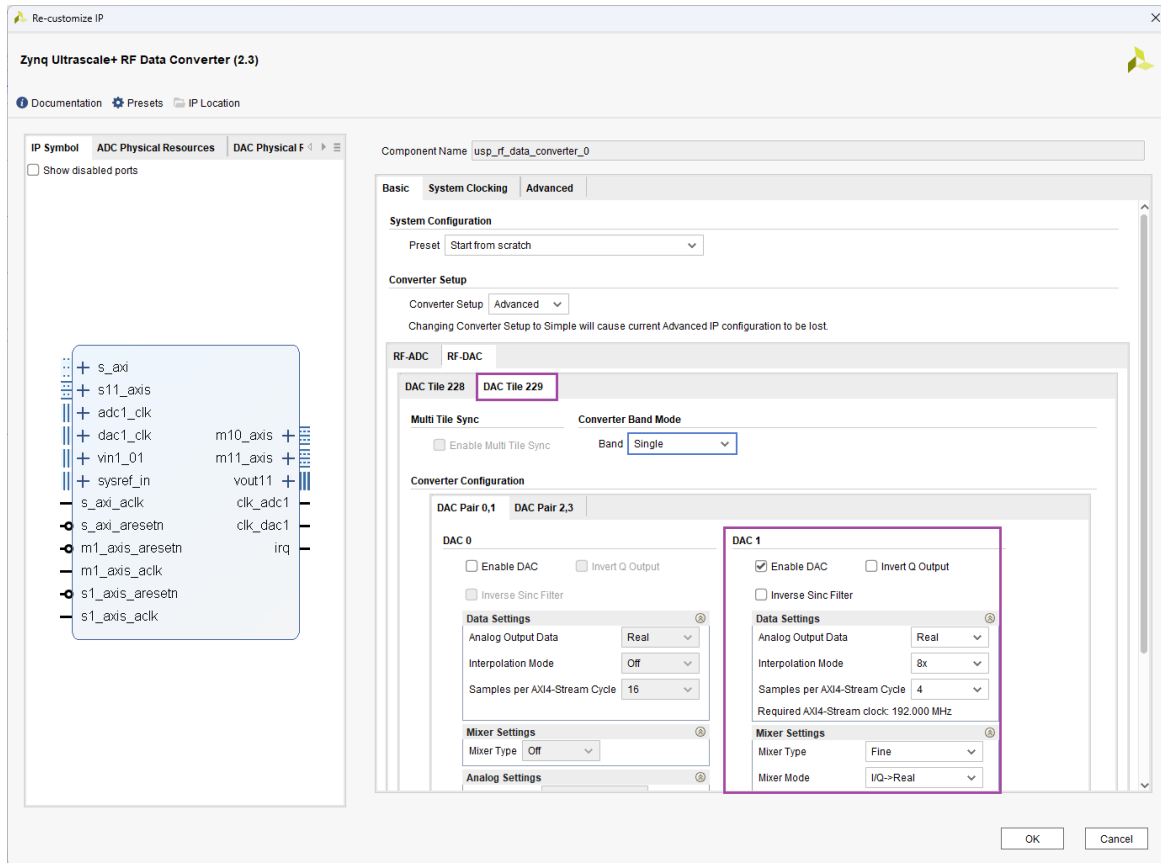 Re-customize IP
Zynq Ultrascale+ RF Data Converter (2.3)
Documentation Presets IP Location
IP Symbol ADC Physical Resources DAC Physical F
Show disabled ports
s_axi
s11_axis
adc1_clk
dac1_clk m10_axis
vin1_01 m11_axis
sysref_in vout11
s_axi_aclk clk_adc1
s_axi_aresetn clk_dac1
m1_axis_aresetn irq
m1_axis_aclk
s1_axis_aresetn
s1_axis_aclk
Component Name usp_rf_data_converter_0
Basic System Clocking Advanced
System Configuration
Preset Start from scratch
Converter Setup
Converter Setup Advanced
Changing Converter Setup to Simple will cause current Advanced IP configuration to be lost.
RF-ADC RF-DAC
DAC Tile 228 DAC Tile 229
Multi Tile Sync Converter Band Mode
Enable Multi Tile Sync Band Single
Converter Configuration
DAC Pair 0,1 DAC Pair 2,3
DAC 0
Enable DAC Invert Q Output
Inverse Sinc Filter
Data Settings
Analog Output Data Real
Interpolation Mode Off
Samples per AXI4-Stream Cycle 16
Mixer Settings
Mixer Type Off
Analog Settings
DAC 1
Enable DAC Invert Q Output
Inverse Sinc Filter
Data Settings
Analog Output Data Real
Interpolation Mode 8x
Samples per AXI4-Stream Cycle 4
Required AXI4-Stream clock: 192.000 MHz
Mixer Settings
Mixer Type Fine
Mixer Mode I/Q->Real
OK Cancel